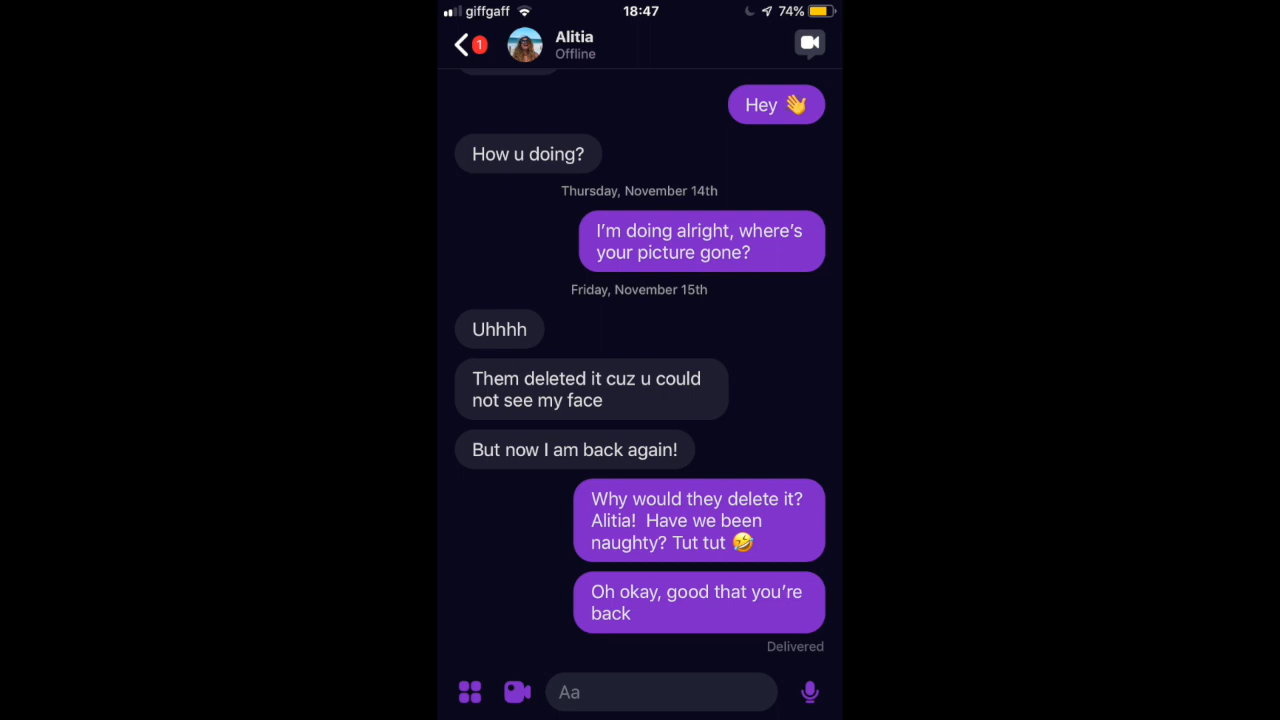 giffgaff 18:47 74%
1 Alitia
Offline
Hey 👋
How u doing?
Thursday, November 14th
I'm doing alright, where's
your picture gone?
Friday, November 15th
Uhhhh
Them deleted it cuz u could
not see my face
But now I am back again!
Why would they delete it?
Alitia! Have we been
naughty? Tut tut 🤣
Oh okay, good that you're
back
Delivered
Aa